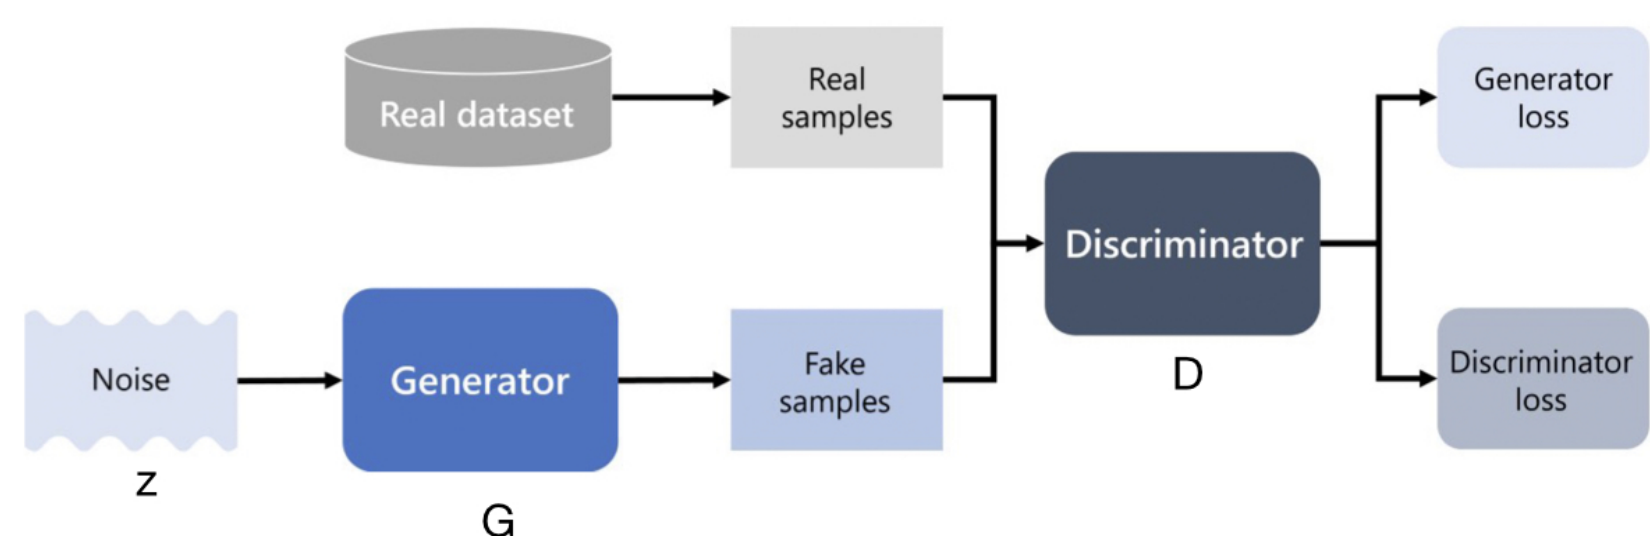 Real dataset
Real
samples
Generator
loss
Discriminator
D
Noise
z
Generator
G
Fake
samples
Discriminator
loss